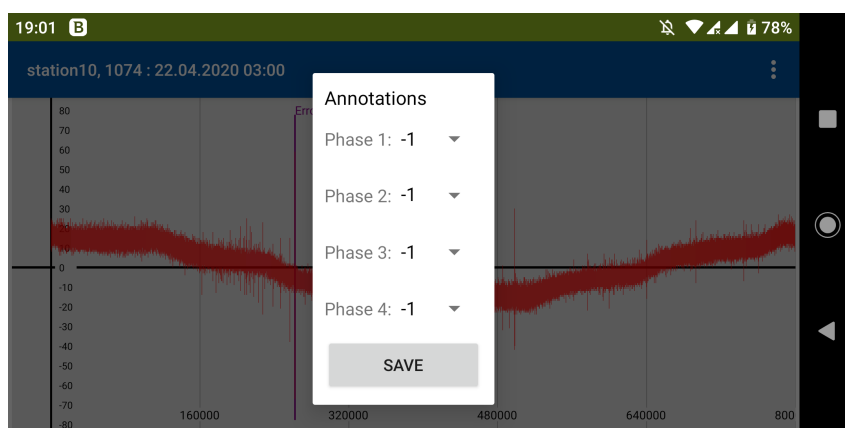 19:01 B 78%
station10, 1074 : 22.04.2020 03:00
Annotations
Phase 1: -1
Phase 2: -1
Phase 3: -1
Phase 4: -1
SAVE
80
70
60
50
40
30
20
10
0
-10
-20
-30
-40
-50
-60
-70
-80
160000 320000 480000 640000 800